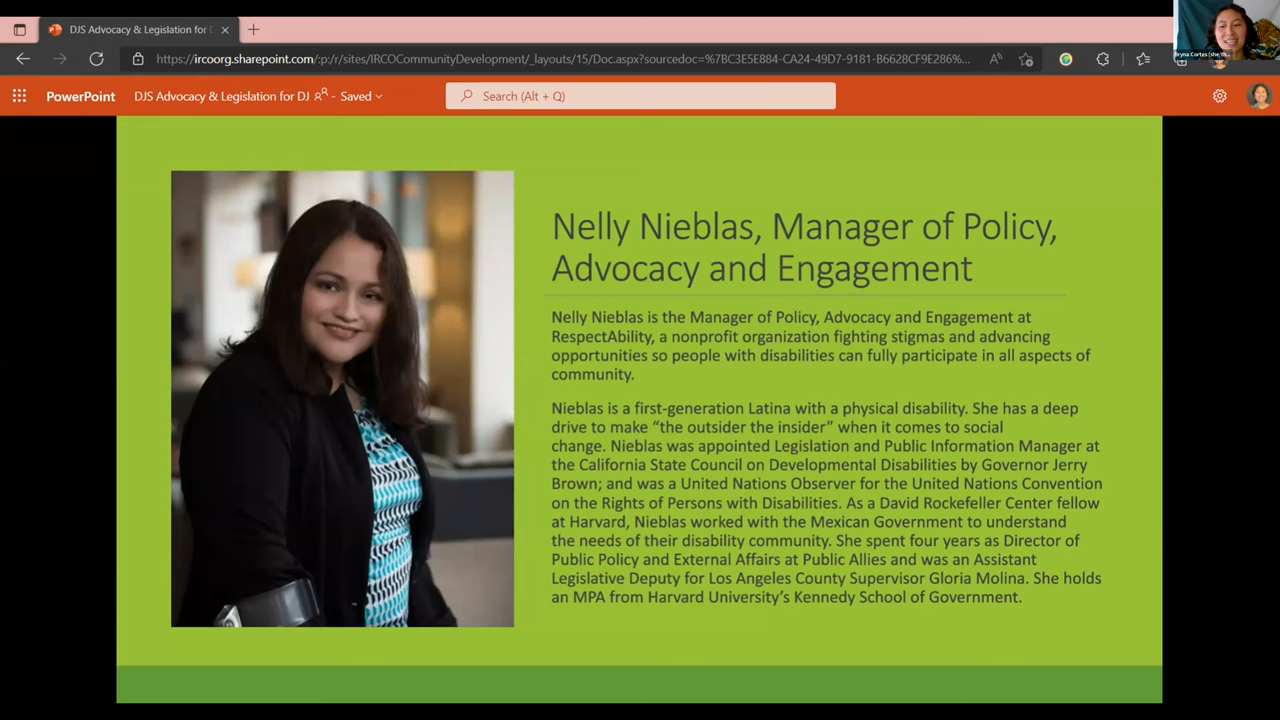 DJS Advocacy & Legislation for
https://ircoorg.sharepoint.com/:p:/r/sites/IRCOCommunityDevelopment/_layouts/15/Doc.aspx?sourcedoc=%7BC3E5E884-CA24-49D7-9181-B6628CF9E286%...
PowerPoint DJS Advocacy & Legislation for DJ - Saved Search (Alt + Q)
Nelly Nieblas, Manager of Policy,
Advocacy and Engagement
Nelly Nieblas is the Manager of Policy, Advocacy and Engagement at
RespectAbility, a nonprofit organization fighting stigmas and advancing
opportunities so people with disabilities can fully participate in all aspects of
community.
Nieblas is a first-generation Latina with a physical disability. She has a deep
drive to make “the outsider the insider” when it comes to social
change. Nieblas was appointed Legislation and Public Information Manager at
the California State Council on Developmental Disabilities by Governor Jerry
Brown; and was a United Nations Observer for the United Nations Convention
on the Rights of Persons with Disabilities. As a David Rockefeller Center fellow
at Harvard, Nieblas worked with the Mexican Government to understand
the needs of their disability community. She spent four years as Director of
Public Policy and External Affairs at Public Allies and was an Assistant
Legislative Deputy for Los Angeles County Supervisor Gloria Molina. She holds
an MPA from Harvard University’s Kennedy School of Government.
Bryna Cortes (she/th...